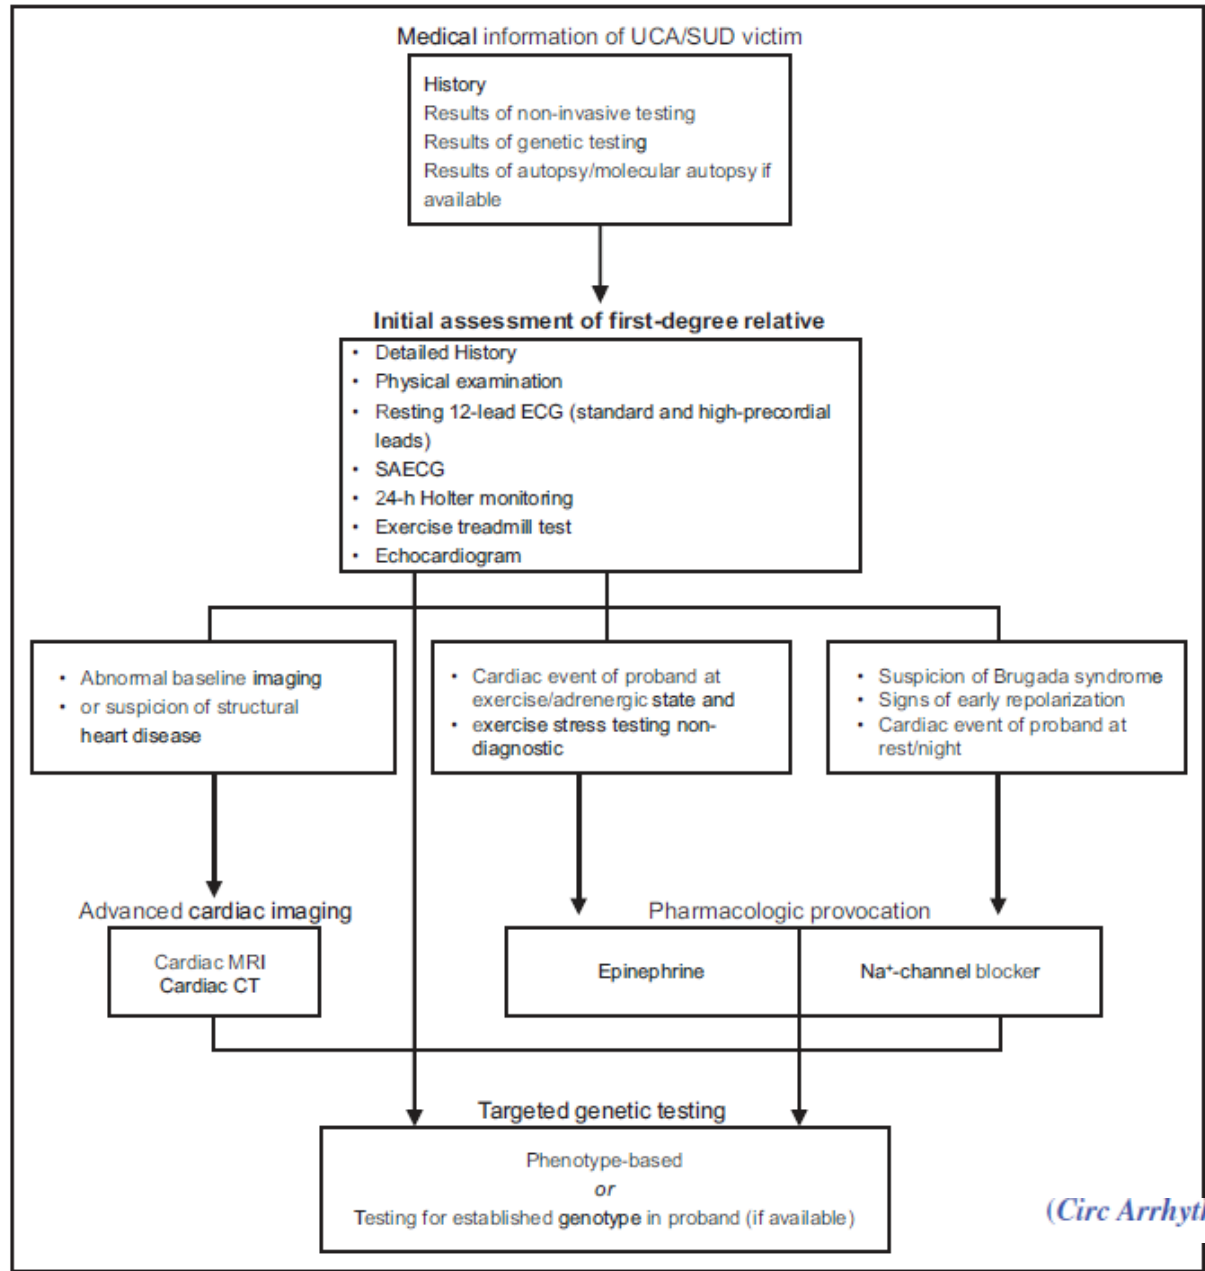 Medical information of UCA/SUD victim
History
Results of non-invasive testing
Results of genetic testing
Results of autopsy/molecular autopsy if
available
Initial assessment of first-degree relative
• Detailed History
• Physical examination
• Resting 12-lead ECG (standard and high-precordial
leads)
• SAECG
• 24-h Holter monitoring
• Exercise treadmill test
• Echocardiogram
• Abnormal baseline imaging
• or suspicion of structural
heart disease
• Cardiac event of proband at
exercise/adrenergic state and
• exercise stress testing non-
diagnostic
• Suspicion of Brugada syndrome
• Signs of early repolarization
• Cardiac event of proband at
rest/night
Advanced cardiac imaging
Cardiac MRI
Cardiac CT
Pharmacologic provocation
Epinephrine
Na⁺-channel blocker
Targeted genetic testing
Phenotype-based
or
Testing for established genotype in proband (if available)
(Circ Arrhyt